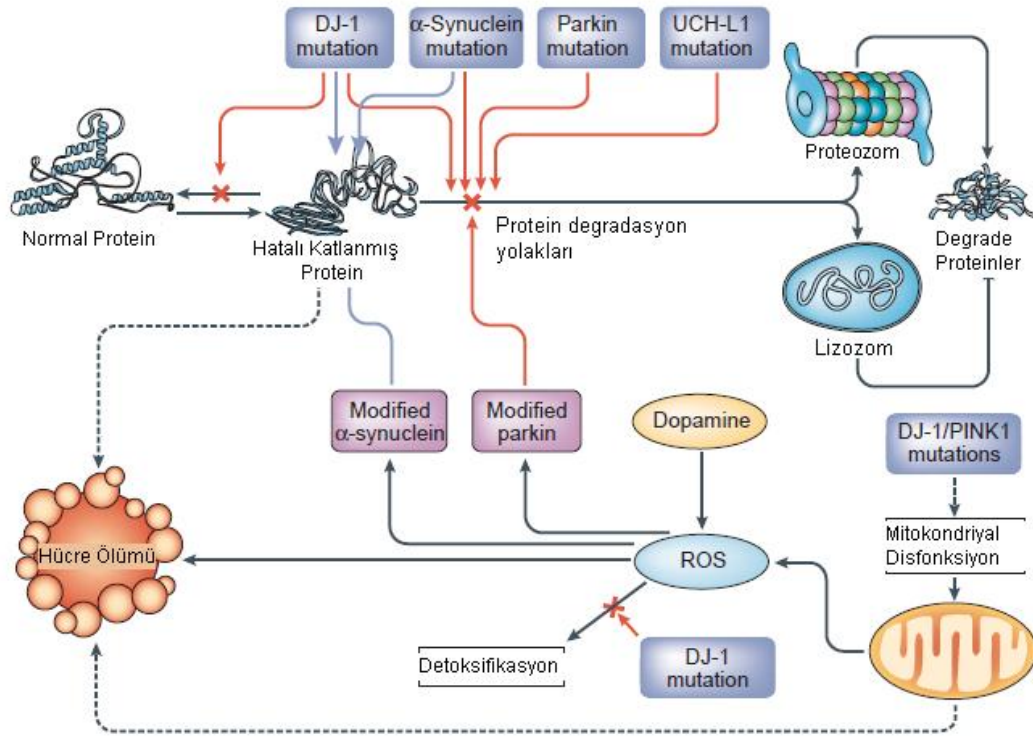 DJ-1
mutation
α-Synuclein
mutation
Parkin
mutation
UCH-L1
mutation
Proteozom
Normal Protein
Hatalı Katlanmış
Protein
Protein degradasyon
yolakları
Degrade
Proteinler
Lizozom
Modified
α-synuclein
Modified
parkin
Dopamine
DJ-1/PINK1
mutations
Hücre Ölümü
ROS
Mitokondriyal
Disfonksiyon
Detoksifikasyon
DJ-1
mutation